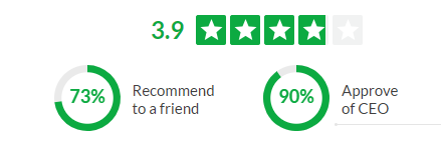 3.9
73%
Recommend
to a friend
90%
Approve
of CEO